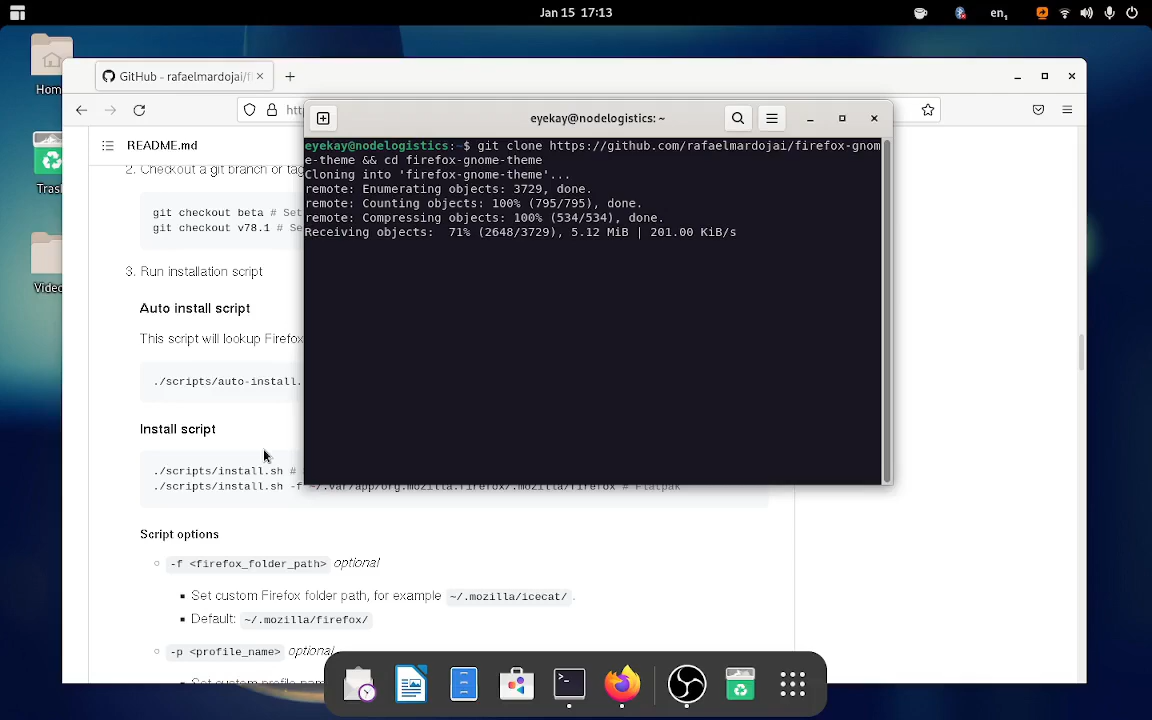 Jan 15 17:13
en₁
Hom
Tras
Video
GitHub - rafaelmardojai/fi
htt
README.md
2. Checkout a git branch or tag
git checkout beta # Set
git checkout v78.1 # Se
3. Run installation script
Auto install script
This script will lookup Firefox
./scripts/auto-install.
Install script
./scripts/install.sh #
./scripts/install.sh -f ~/.var/app/org.mozilla.firefox/.mozilla/firefox # Flatpak
Script options
-f <firefox_folder_path> optional
Set custom Firefox folder path, for example ~/.mozilla/icecat/ .
Default: ~/.mozilla/firefox/
-p <profile_name> optional
eyekay@nodelogistics: ~
eyekay@nodelogistics:~$ git clone https://github.com/rafaelmardojai/firefox-gnom
e-theme && cd firefox-gnome-theme
Cloning into 'firefox-gnome-theme'...
remote: Enumerating objects: 3729, done.
remote: Counting objects: 100% (795/795), done.
remote: Compressing objects: 100% (534/534), done.
Receiving objects:  71% (2648/3729), 5.12 MiB | 201.00 KiB/s